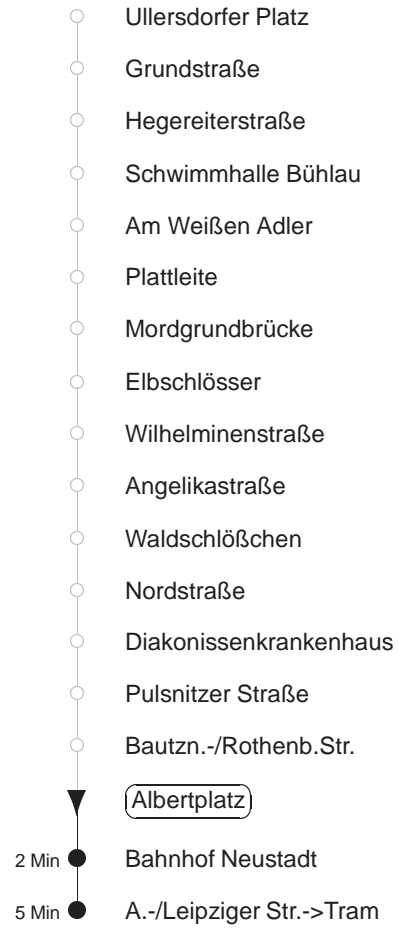 Ullersdorfer Platz
Grundstraße
Hegereiterstraße
Schwimmhalle Bühlau
Am Weißen Adler
Plattleite
Mordgrundbrücke
Elbschlösser
Wilhelminenstraße
Angelikastraße
Waldschlößchen
Nordstraße
Diakonissenkrankenhaus
Pulsnitzer Straße
Bautzn.-/Rothenb.Str.
Albertplatz
2 Min Bahnhof Neustadt
5 Min A.-/Leipziger Str.->Tram